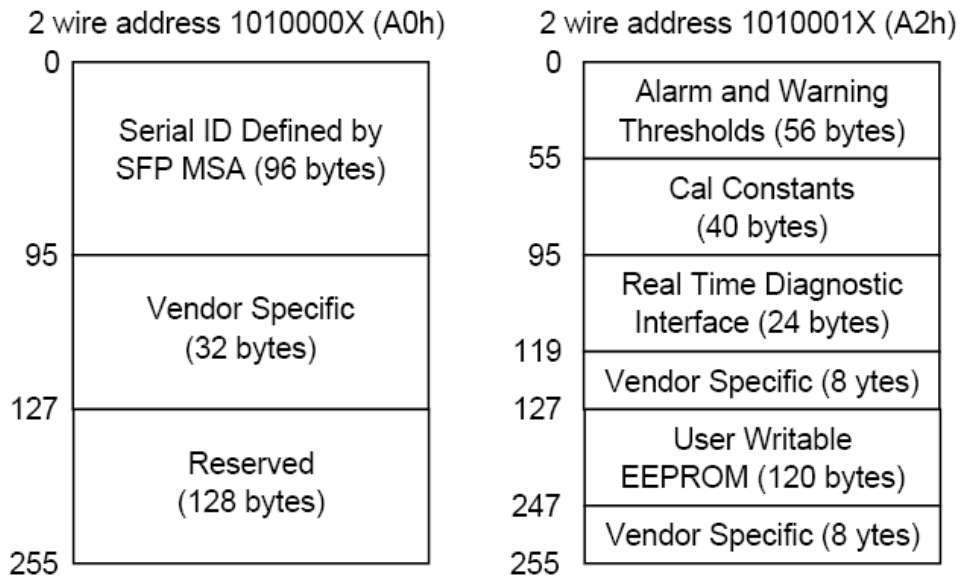 2 wire address 1010000X (A0h)
0
Serial ID Defined by
SFP MSA (96 bytes)
95
Vendor Specific
(32 bytes)
127
Reserved
(128 bytes)
255
2 wire address 1010001X (A2h)
0
Alarm and Warning
Thresholds (56 bytes)
55
Cal Constants
(40 bytes)
95
Real Time Diagnostic
Interface (24 bytes)
119
Vendor Specific (8 ytes)
127
User Writable
EEPROM (120 bytes)
247
Vendor Specific (8 ytes)
255